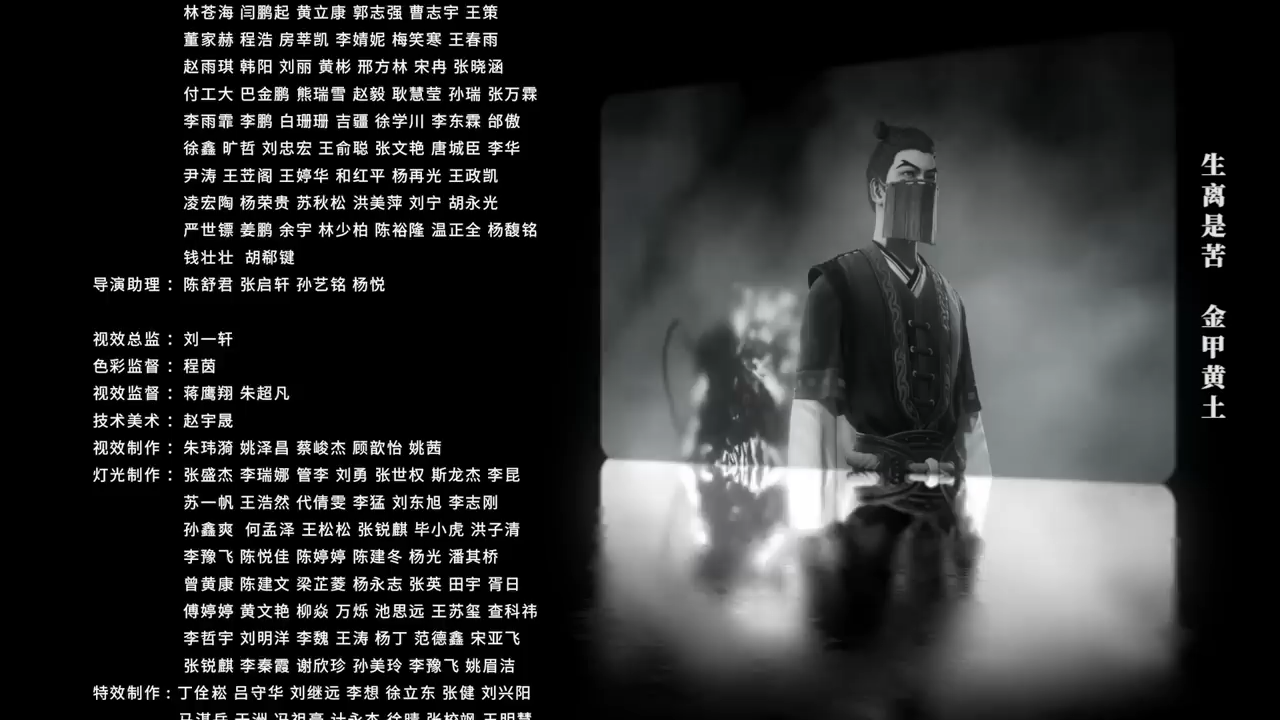 林苍海 闫鹏起 黄立康 郭志强 曹志宇 王策
董家赫 程浩 房莘凯 李婧妮 梅笑寒 王春雨
赵雨琪 韩阳 刘丽 黄彬 邢方林 宋冉 张晓涵
付工大 巴金鹏 熊瑞雪 赵毅 耿慧莹 孙瑞 张万霖
李雨霏 李鹏 白珊珊 吉疆 徐学川 李东霖 邰傲
徐鑫 旷哲 刘忠宏 王俞聪 张文艳 唐城臣 李华
尹涛 王苙阁 王婷华 和红平 杨再光 王政凯
凌宏陶 杨荣贵 苏秋松 洪美萍 刘宁 胡永光
严世镖 姜鹏 余宇 林少柏 陈裕隆 温正全 杨馥铭
钱壮壮 胡郗键
导演助理： 陈舒君 张启轩 孙艺铭 杨悦
视效总监： 刘一轩
色彩监督： 程茵
视效监督： 蒋鹰翔 朱超凡
技术美术： 赵宇晟
视效制作： 朱玮漪 姚泽昌 蔡峻杰 顾歆怡 姚茜
灯光制作： 张盛杰 李瑞娜 管李 刘勇 张世权 斯龙杰 李昆
苏一帆 王浩然 代倩雯 李猛 刘东旭 李志刚
孙鑫爽 何孟泽 王松松 张锐麒 毕小虎 洪子清
李豫飞 陈悦佳 陈婷婷 陈建冬 杨光 潘其桥
曾黄康 陈建文 梁芷菱 杨永志 张英 田宇 胥日
傅婷婷 黄文艳 柳焱 万烁 池思远 王苏玺 查科祎
李哲宇 刘明洋 李魏 王涛 杨丁 范德鑫 宋亚飞
张锐麒 李秦霞 谢欣珍 孙美玲 李豫飞 姚眉洁
特效制作： 丁佺崧 吕守华 刘继远 李想 徐立东 张健 刘兴阳
生离是苦 金甲黄土